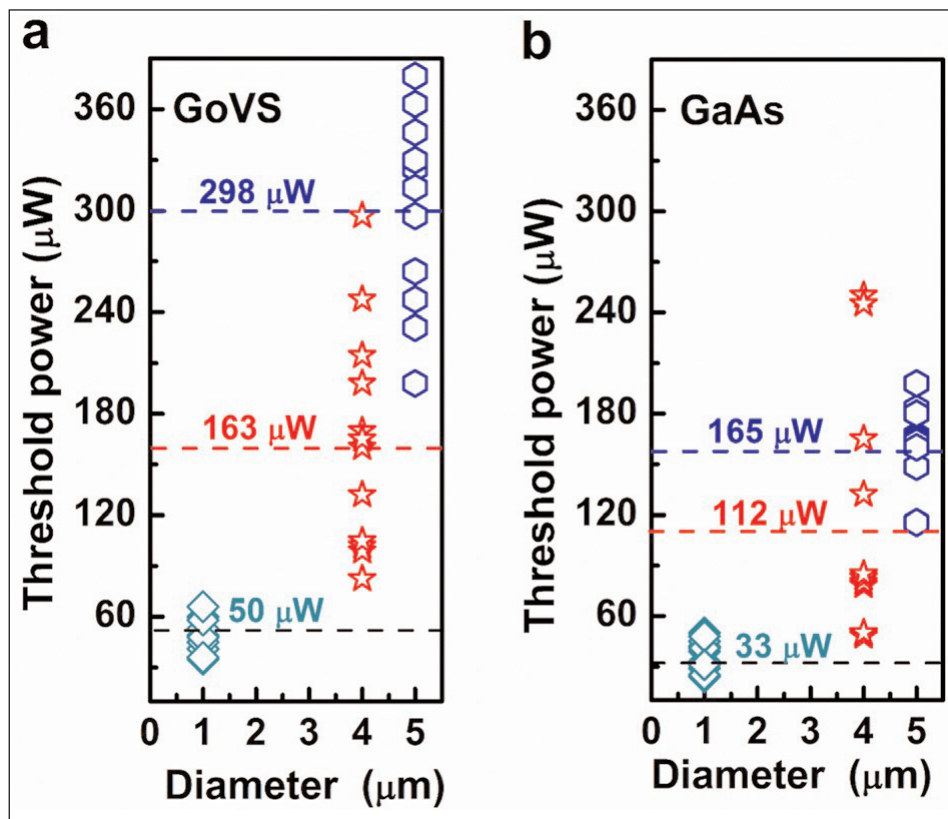 a
GoVS
Threshold power (μW)
360
300
240
180
120
60
298 μW
163 μW
50 μW
0 1 2 3 4 5
Diameter (μm)
b
GaAs
Threshold power (μW)
360
300
240
180
120
60
165 μW
112 μW
33 μW
0 1 2 3 4 5
Diameter (μm)